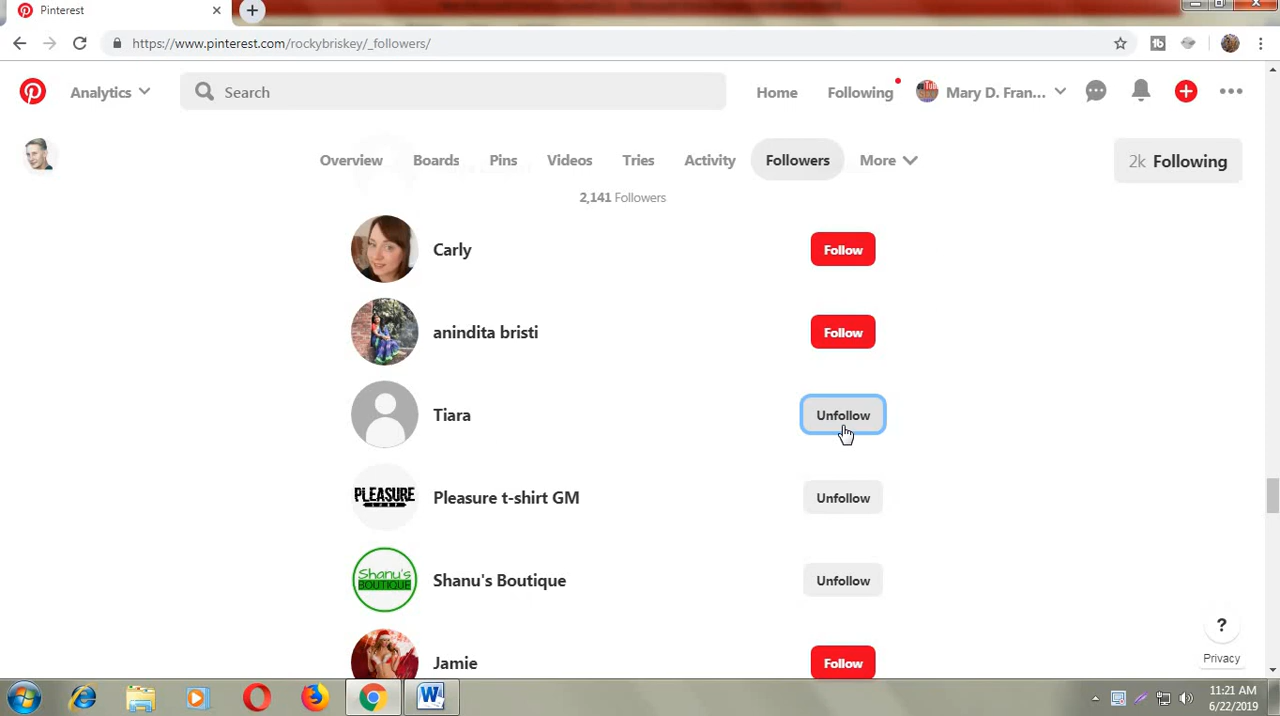 Pinterest
https://www.pinterest.com/rockybriskey/_followers/
Analytics
Search
Home
Following
Mary D. Fran...
Overview
Boards
Pins
Videos
Tries
Activity
Followers
More
2k Following
2,141 Followers
Carly
Follow
anindita bristi
Follow
Tiara
Unfollow
PLEASURE
Pleasure t-shirt GM
Unfollow
Shanu's
BOUTIQUE
Shanu's Boutique
Unfollow
Jamie
Follow
?
Privacy
11:21 AM
6/22/2019